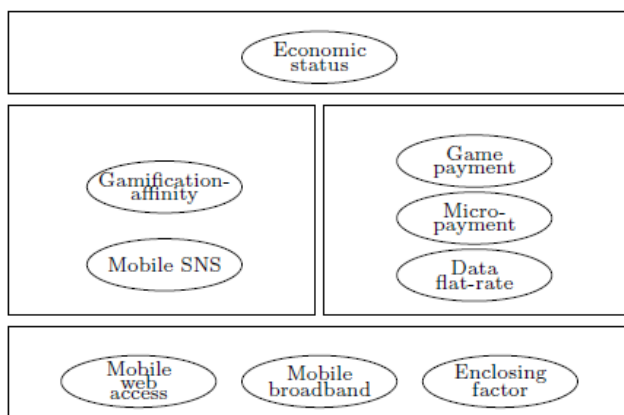 Economic
status
Gamification-
affinity
Mobile SNS
Game
payment
Micro-
payment
Data
flat-rate
Mobile
web
access
Mobile
broadband
Enclosing
factor